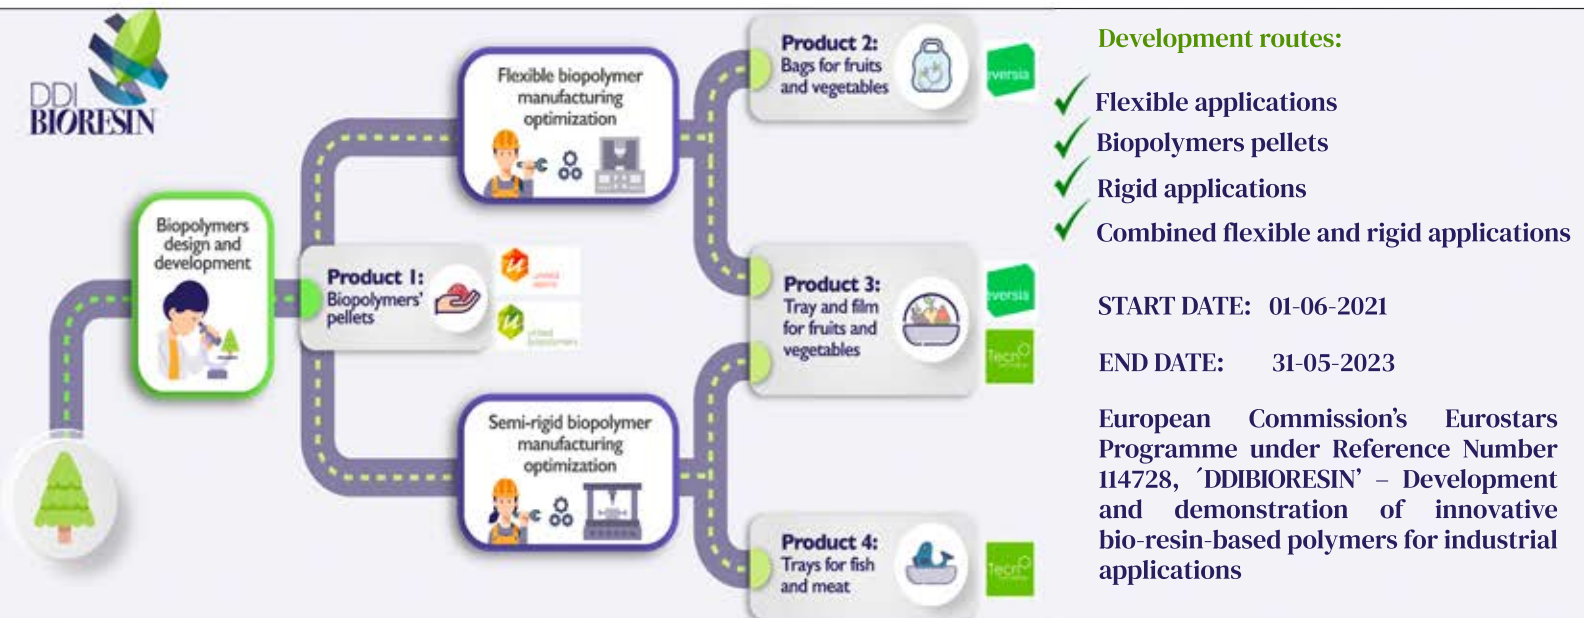 DDI
BIORESIN
Biopolymers
design and
development
Product 1:
Biopolymers'
pellets
Flexible biopolymer
manufacturing
optimization
Semi-rigid biopolymer
manufacturing
optimization
Product 2:
Bags for fruits
and vegetables
eversia
Product 3:
Tray and film
for fruits and
vegetables
eversia
Tecn
Product 4:
Trays for fish
and meat
Tecn
Development routes:
Flexible applications
Biopolymers pellets
Rigid applications
Combined flexible and rigid applications
START DATE: 01-06-2021
END DATE: 31-05-2023
European Commission's Eurostars
Programme under Reference Number
114728, ´DDIBIORESIN’ – Development
and demonstration of innovative
bio-resin-based polymers for industrial
applications